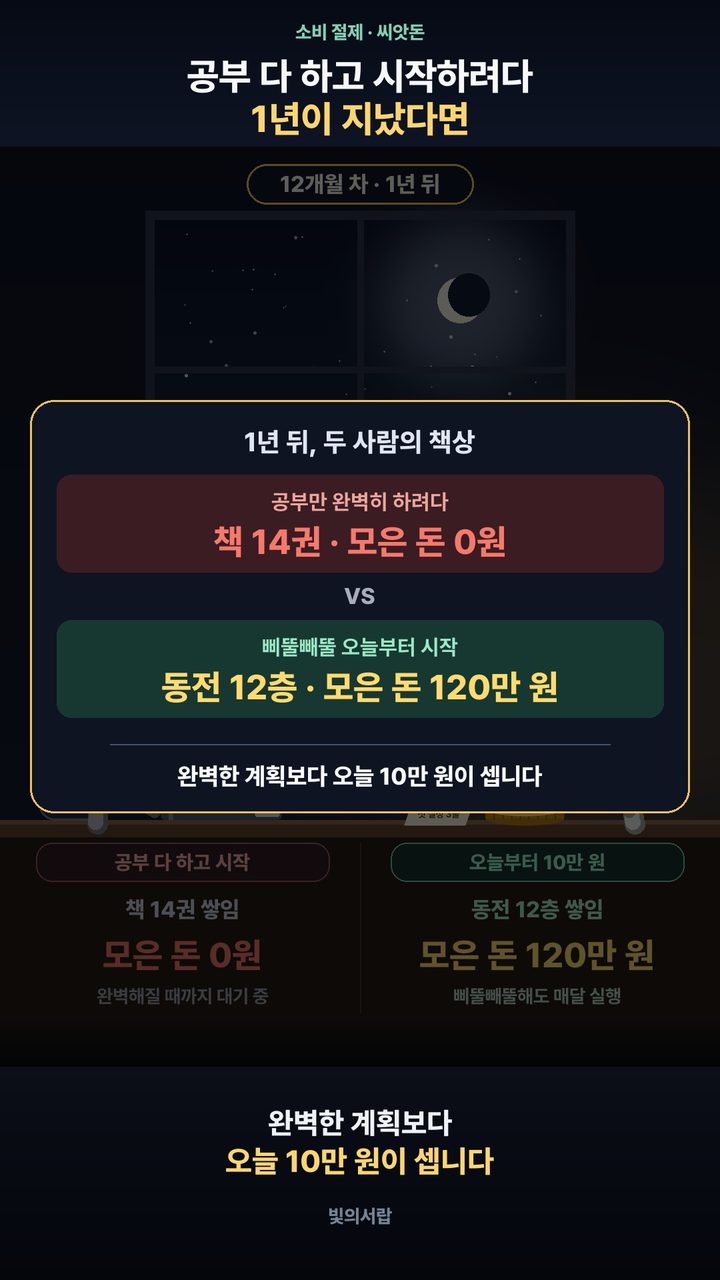 소비 절제 · 씨앗돈
공부 다 하고 시작하려다
1년이 지났다면
12개월 차 · 1년 뒤
1년 뒤, 두 사람의 책상
공부만 완벽히 하려다
책 14권 · 모은 돈 0원
VS
삐뚤빼뚤 오늘부터 시작
동전 12층 · 모은 돈 120만 원
완벽한 계획보다 오늘 10만 원이 셉니다
공부 다 하고 시작
책 14권 쌓임
모은 돈 0원
완벽해질 때까지 대기 중
오늘부터 10만 원
동전 12층 쌓임
모은 돈 120만 원
삐뚤빼뚤해도 매달 실행
완벽한 계획보다
오늘 10만 원이 셉니다
빛의서랍